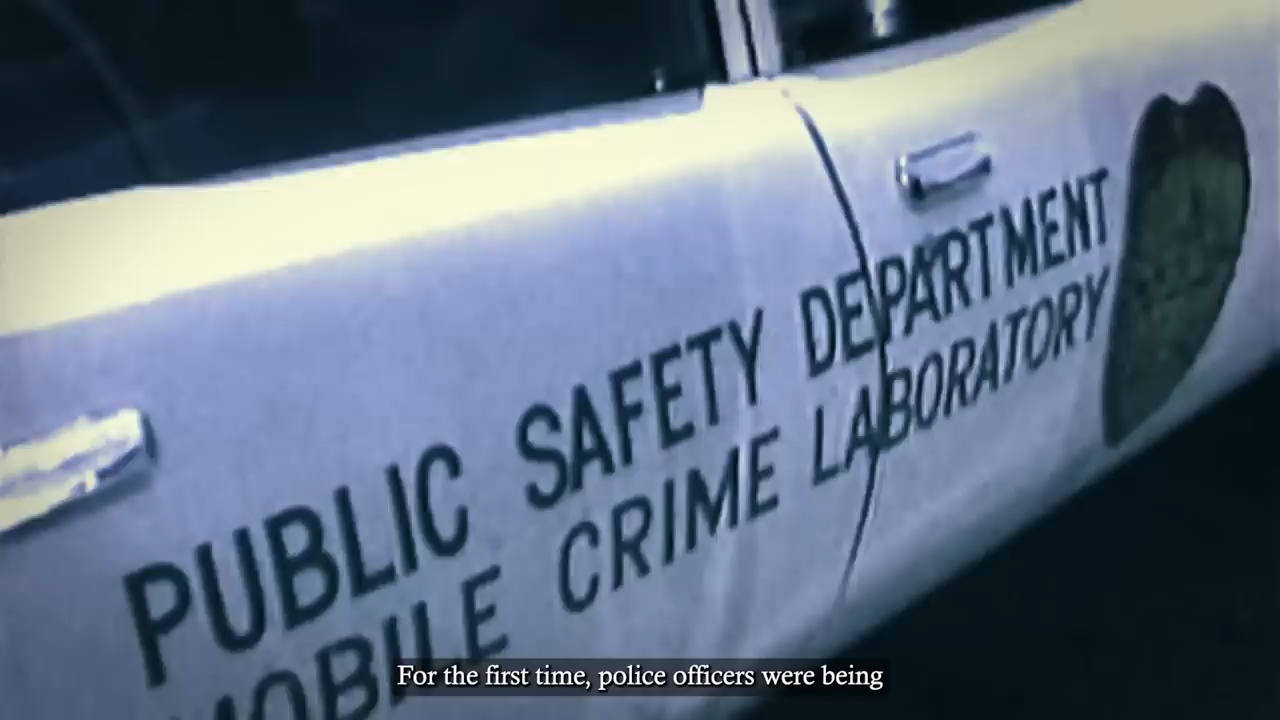 PUBLIC SAFETY DEPARTMENT
MOBILE CRIME LABORATORY
For the first time, police officers were being